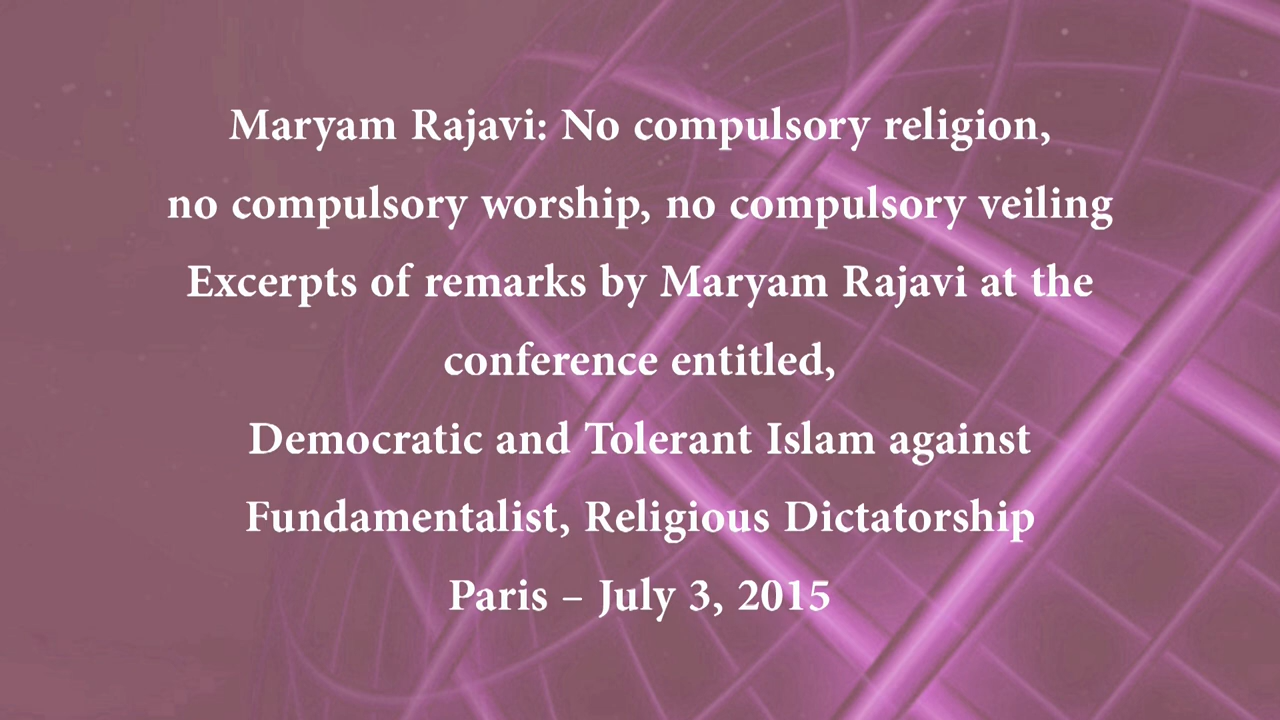 Maryam Rajavi: No compulsory religion,
no compulsory worship, no compulsory veiling
Excerpts of remarks by Maryam Rajavi at the
conference entitled,
Democratic and Tolerant Islam against
Fundamentalist, Religious Dictatorship
Paris – July 3, 2015